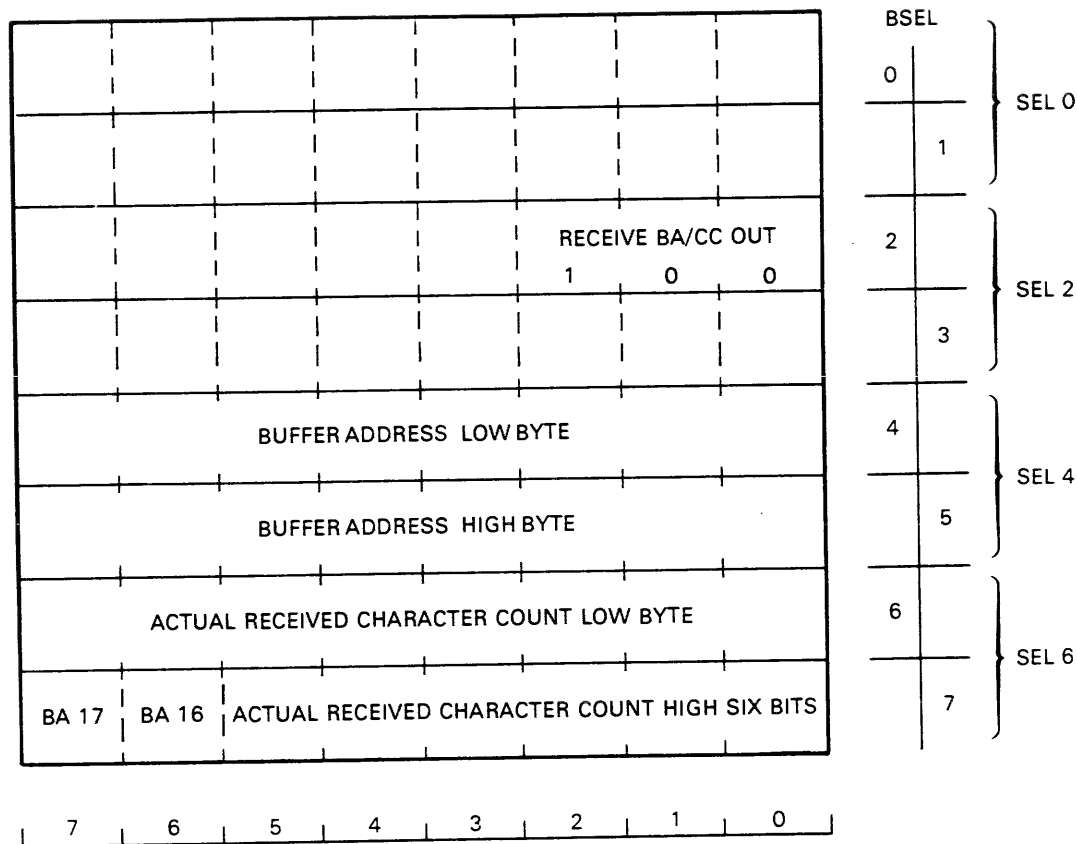 BSEL
0
SEL 0
1
RECEIVE BA/CC OUT
1 0 0
2
SEL 2
3
BUFFER ADDRESS LOW BYTE
4
SEL 4
BUFFER ADDRESS HIGH BYTE
5
ACTUAL RECEIVED CHARACTER COUNT LOW BYTE
6
SEL 6
BA 17 BA 16 ACTUAL RECEIVED CHARACTER COUNT HIGH SIX BITS
7
7 6 5 4 3 2 1 0